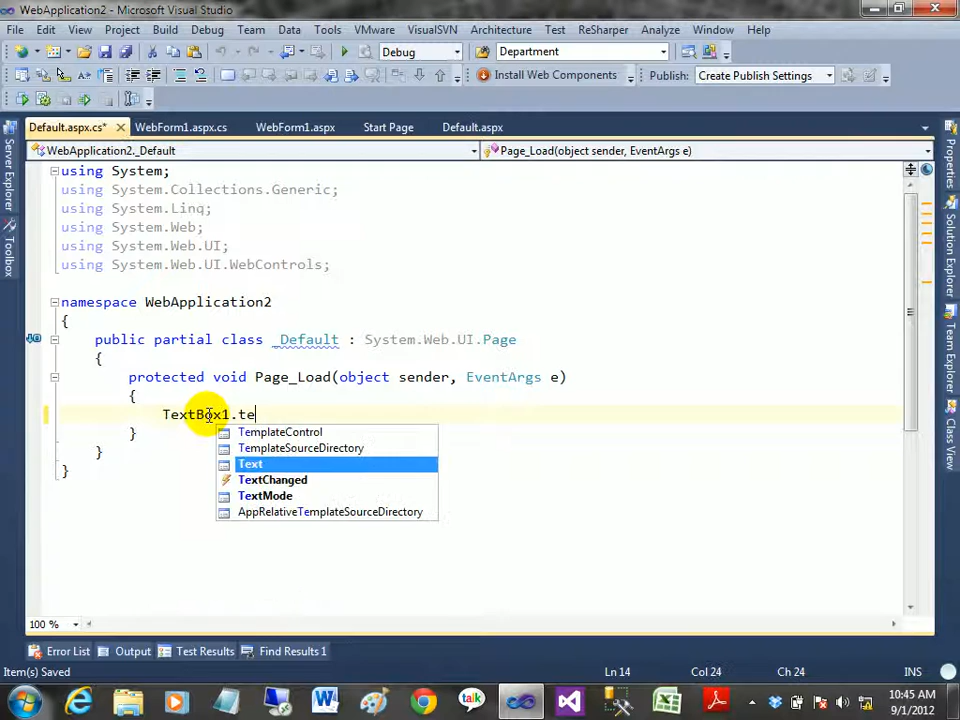 WebApplication2 - Microsoft Visual Studio
File Edit View Project Build Debug Team Data Tools VMware VisualSVN Architecture Test ReSharper Analyze Window Help
Debug Department
Install Web Components Publish: Create Publish Settings
Default.aspx.cs* WebForm1.aspx.cs WebForm1.aspx Start Page Default.aspx
WebApplication2._Default Page_Load(object sender, EventArgs e)
Server Explorer
Toolbox
using System;
using System.Collections.Generic;
using System.Linq;
using System.Web;
using System.Web.UI;
using System.Web.UI.WebControls;
namespace WebApplication2
{
public partial class _Default : System.Web.UI.Page
{
protected void Page_Load(object sender, EventArgs e)
{
TextBox1.te
TemplateControl
TemplateSourceDirectory
Text
TextChanged
TextMode
AppRelativeTemplateSourceDirectory
}
}
}
Properties
Solution Explorer
Team Explorer
Class View
100 %
Error List Output Test Results Find Results 1
Item(s) Saved Ln 14 Col 24 Ch 24 INS
talk
10:45 AM
9/1/2012